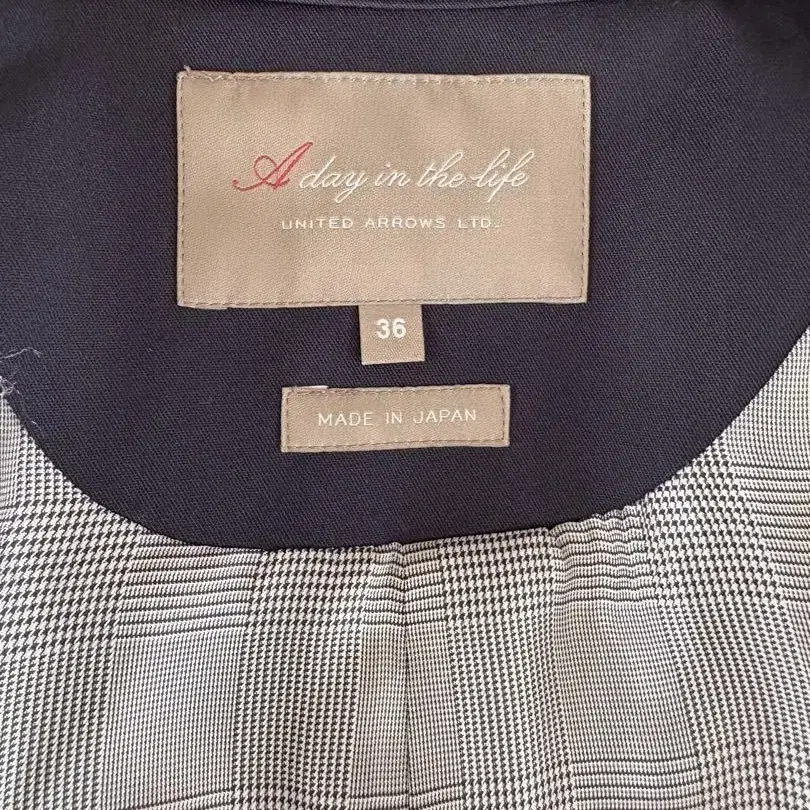 A day in the life
UNITED ARROWS LTD.
36
MADE IN JAPAN